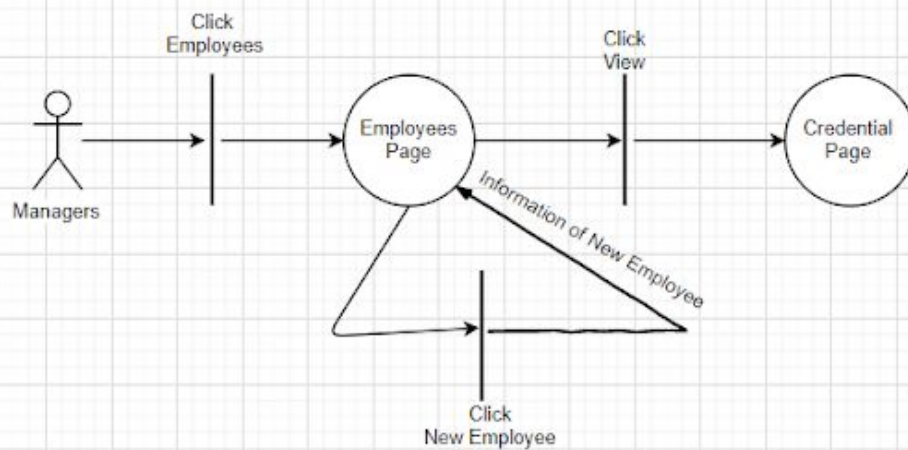 Click
Employees
Click
View
Employees
Page
Credential
Page
Managers
Information of New Employee
Click
New Employee